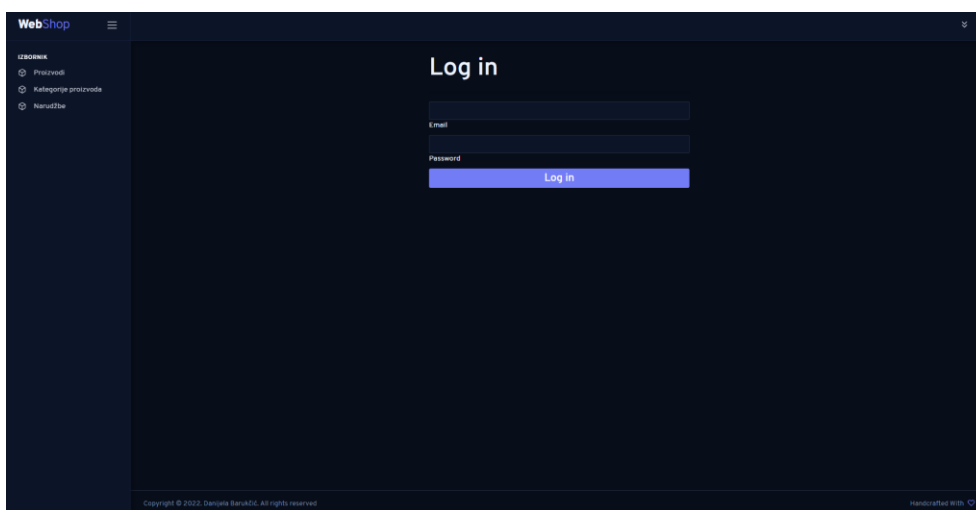 WebShop
IZBORNIK
Proizvodi
Kategorije proizvoda
Narudžbe
Log in
Email
Password
Log in
Copyright © 2022. Danijela Barukčić. All rights reserved
Handcrafted With